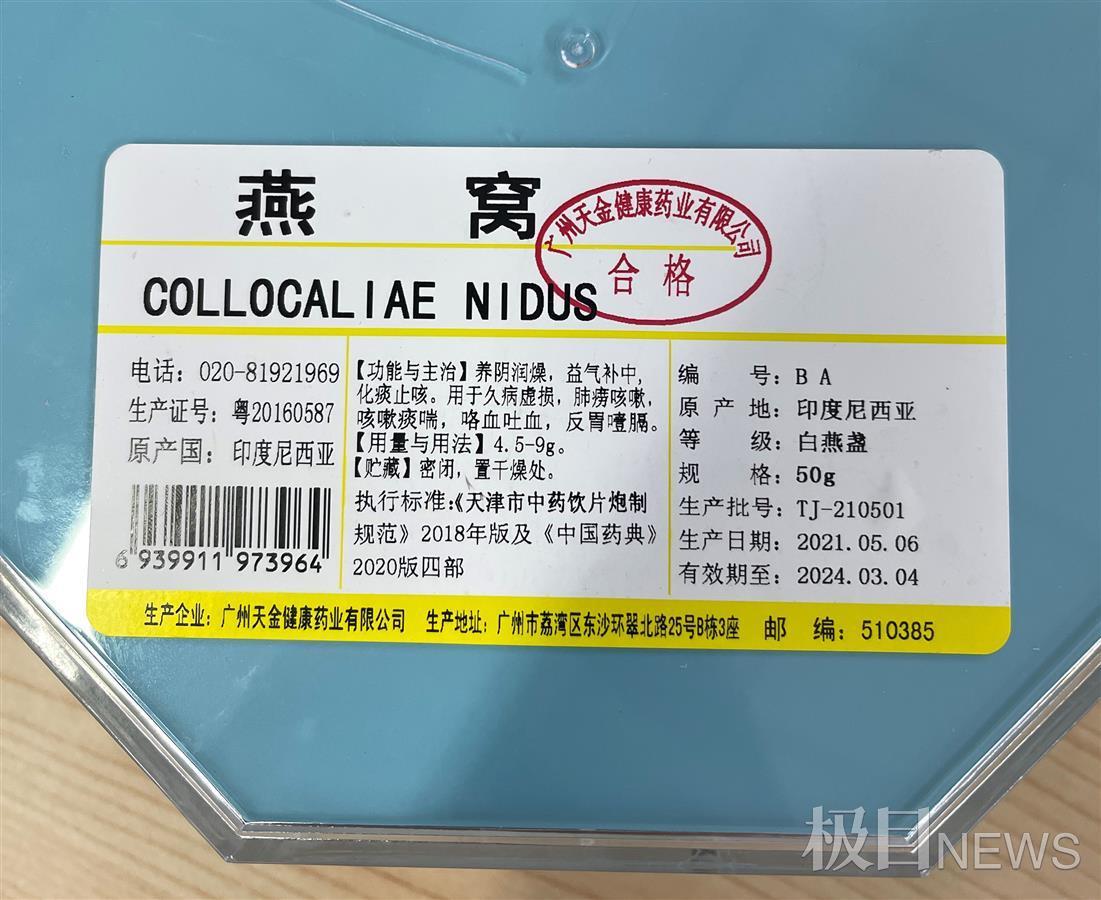 燕 窝
广州天金健康药业有限公司
合格
COLLOCALIAE NIDUS
电话：020-81921969
生产证号：粤20160587
原产国：印度尼西亚
6 939911 973964
【功能与主治】养阴润燥，益气补中，
化痰止咳。用于久病虚损，肺痨咳嗽，
咳嗽痰喘，咯血吐血，反胃噎膈。
【用量与用法】4.5-9g。
【贮藏】密闭，置干燥处。
执行标准：《天津市中药饮片炮制
规范》2018年版及《中国药典》
2020版四部
编 号：B A
原 产 地：印度尼西亚
等 级：白燕盏
规 格：50g
生产批号：TJ-210501
生产日期：2021.05.06
有效期至：2024.03.04
生产企业：广州天金健康药业有限公司 生产地址：广州市荔湾区东沙环翠北路25号B栋3座 邮 编：510385
极目NEWS